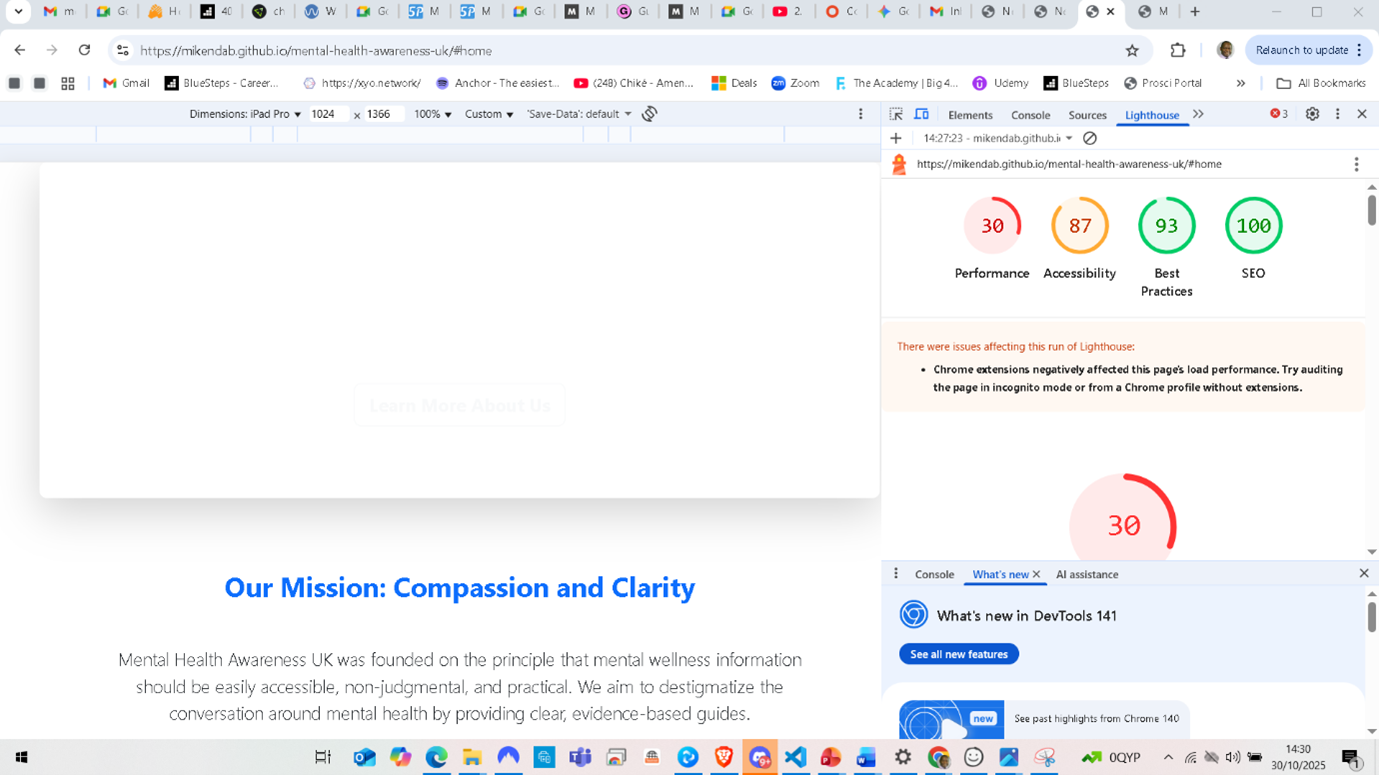 https://mikendab.github.io/mental-health-awareness-uk/#home
Relaunch to update
Gmail
BlueSteps - Career...
https://xyo.network/
Anchor - The easiest...
(248) Chiké - Amen...
Deals
Zoom
The Academy | Big 4...
Udemy
BlueSteps
Prosci Portal
All Bookmarks
Dimensions: iPad Pro 1024 x 1366 100% Custom 'Save-Data': default
Elements Console Sources Lighthouse 3
14:27:23 - mikendab.github.i
https://mikendab.github.io/mental-health-awareness-uk/#home
30 87 93 100
Performance Accessibility Best Practices SEO
There were issues affecting this run of Lighthouse:
Chrome extensions negatively affected this page's load performance. Try auditing
the page in incognito mode or from a Chrome profile without extensions.
30
Learn More About Us
Our Mission: Compassion and Clarity
Mental Health Awareness UK was founded on the principle that mental wellness information
should be easily accessible, non-judgmental, and practical. We aim to destigmatize the
conversation around mental health by providing clear, evidence-based guides.
Console What's new AI assistance
What's new in DevTools 141
See all new features
new
See past highlights from Chrome 140
0QYP
14:30
30/10/2025